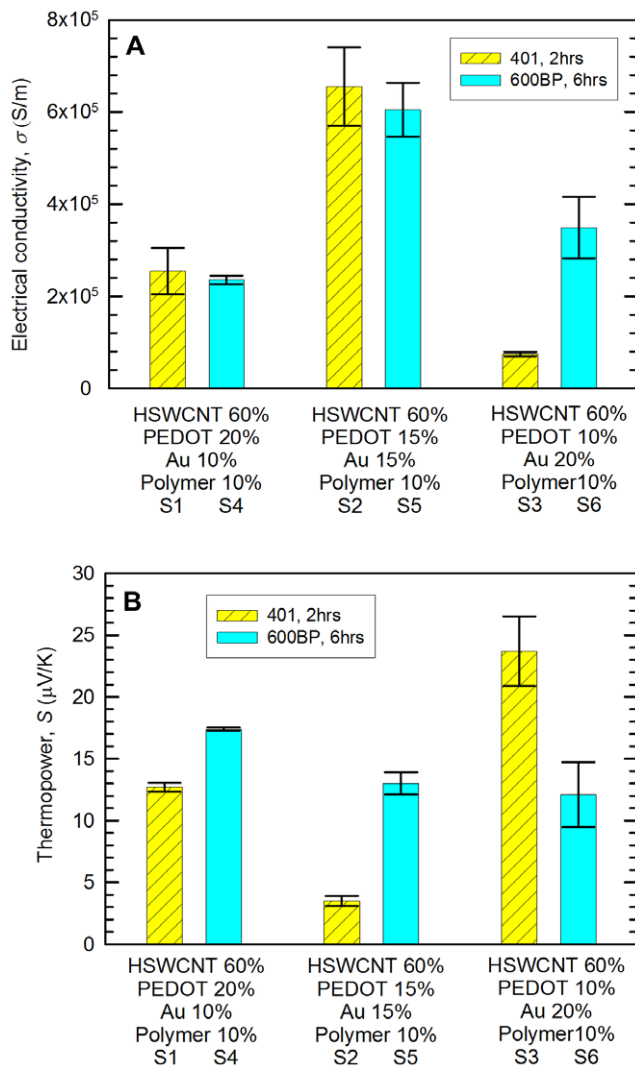 A
8x10⁵
6x10⁵
4x10⁵
2x10⁵
0
Electrical conductivity, σ (S/m)
401, 2hrs
600BP, 6hrs
HSWCNT 60% HSWCNT 60% HSWCNT 60%
PEDOT 20% PEDOT 15% PEDOT 10%
Au 10% Au 15% Au 20%
Polymer 10% Polymer 10% Polymer10%
S1 S4 S2 S5 S3 S6
B
30
25
20
15
10
5
0
Thermopower, S (μV/K)
401, 2hrs
600BP, 6hrs
HSWCNT 60% HSWCNT 60% HSWCNT 60%
PEDOT 20% PEDOT 15% PEDOT 10%
Au 10% Au 15% Au 20%
Polymer 10% Polymer 10% Polymer10%
S1 S4 S2 S5 S3 S6